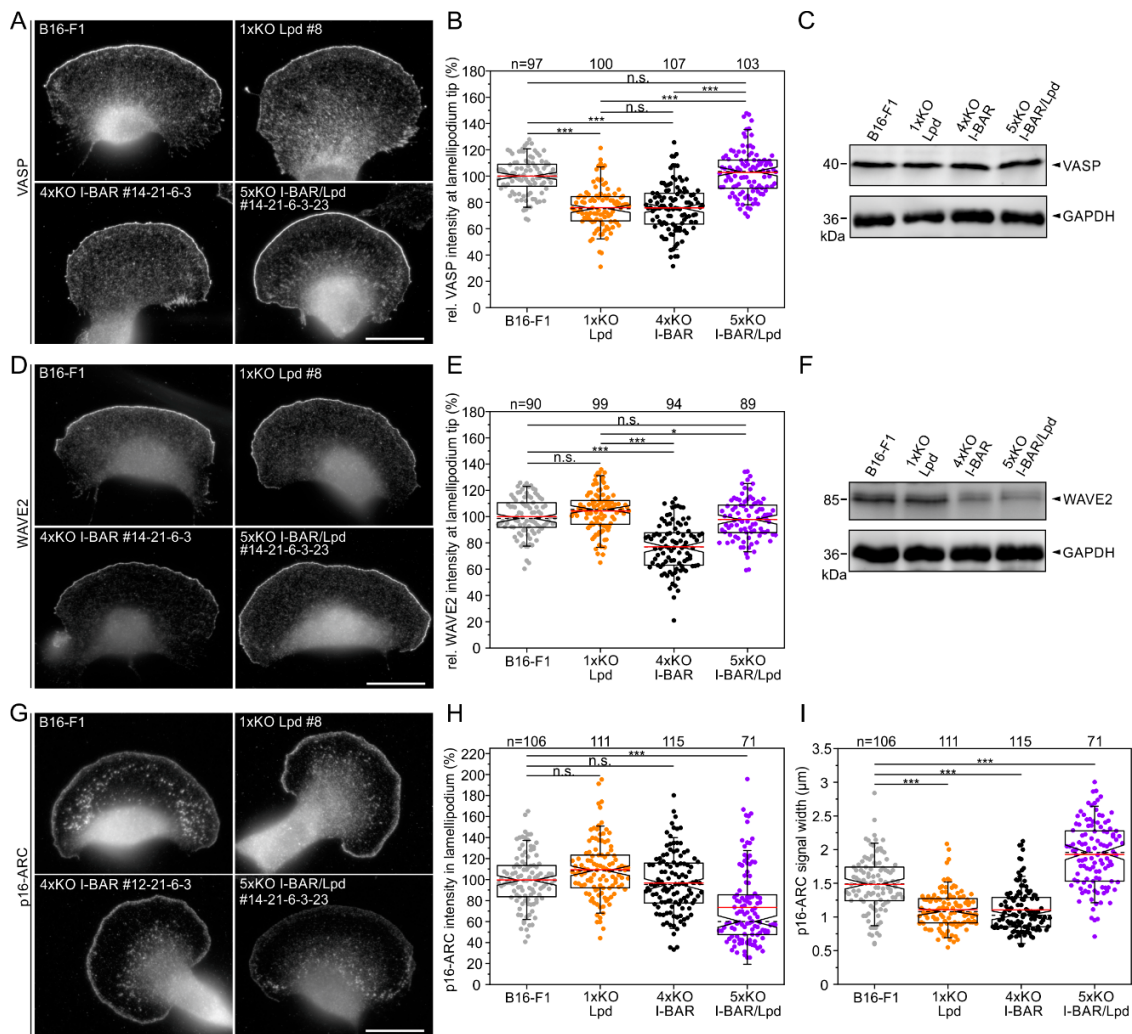 A
B16-F1
1xKO Lpd #8
4xKO I-BAR #14-21-6-3
5xKO I-BAR/Lpd
#14-21-6-3-23
VASP
B
n=97 100 107 103
n.s.
***
***
n.s.
***
***
rel. VASP intensity at lamellipodium tip (%)
180
160
140
120
100
80
60
40
20
0
B16-F1
1xKO
Lpd
4xKO
I-BAR
5xKO
I-BAR/Lpd
C
B16-F1
1xKO
Lpd
4xKO
I-BAR
5xKO
I-BAR/Lpd
40
VASP
36
GAPDH
kDa
D
B16-F1
1xKO Lpd #8
4xKO I-BAR #14-21-6-3
5xKO I-BAR/Lpd
#14-21-6-3-23
WAVE2
E
n=90 99 94 89
n.s.
*
***
***
n.s.
rel. WAVE2 intensity at lamellipodium tip (%)
180
160
140
120
100
80
60
40
20
0
B16-F1
1xKO
Lpd
4xKO
I-BAR
5xKO
I-BAR/Lpd
F
B16-F1
1xKO
Lpd
4xKO
I-BAR
5xKO
I-BAR/Lpd
85
WAVE2
36
GAPDH
kDa
G
B16-F1
1xKO Lpd #8
4xKO I-BAR #12-21-6-3
5xKO I-BAR/Lpd
#14-21-6-3-23
p16-ARC
H
n=106 111 115 71
***
n.s.
n.s.
p16-ARC intensity in lamellipodium (%)
220
200
180
160
140
120
100
80
60
40
20
0
B16-F1
1xKO
Lpd
4xKO
I-BAR
5xKO
I-BAR/Lpd
I
n=106 111 115 71
***
***
***
p16-ARC signal width (µm)
3.5
3
2.5
2
1.5
1
0.5
0
B16-F1
1xKO
Lpd
4xKO
I-BAR
5xKO
I-BAR/Lpd